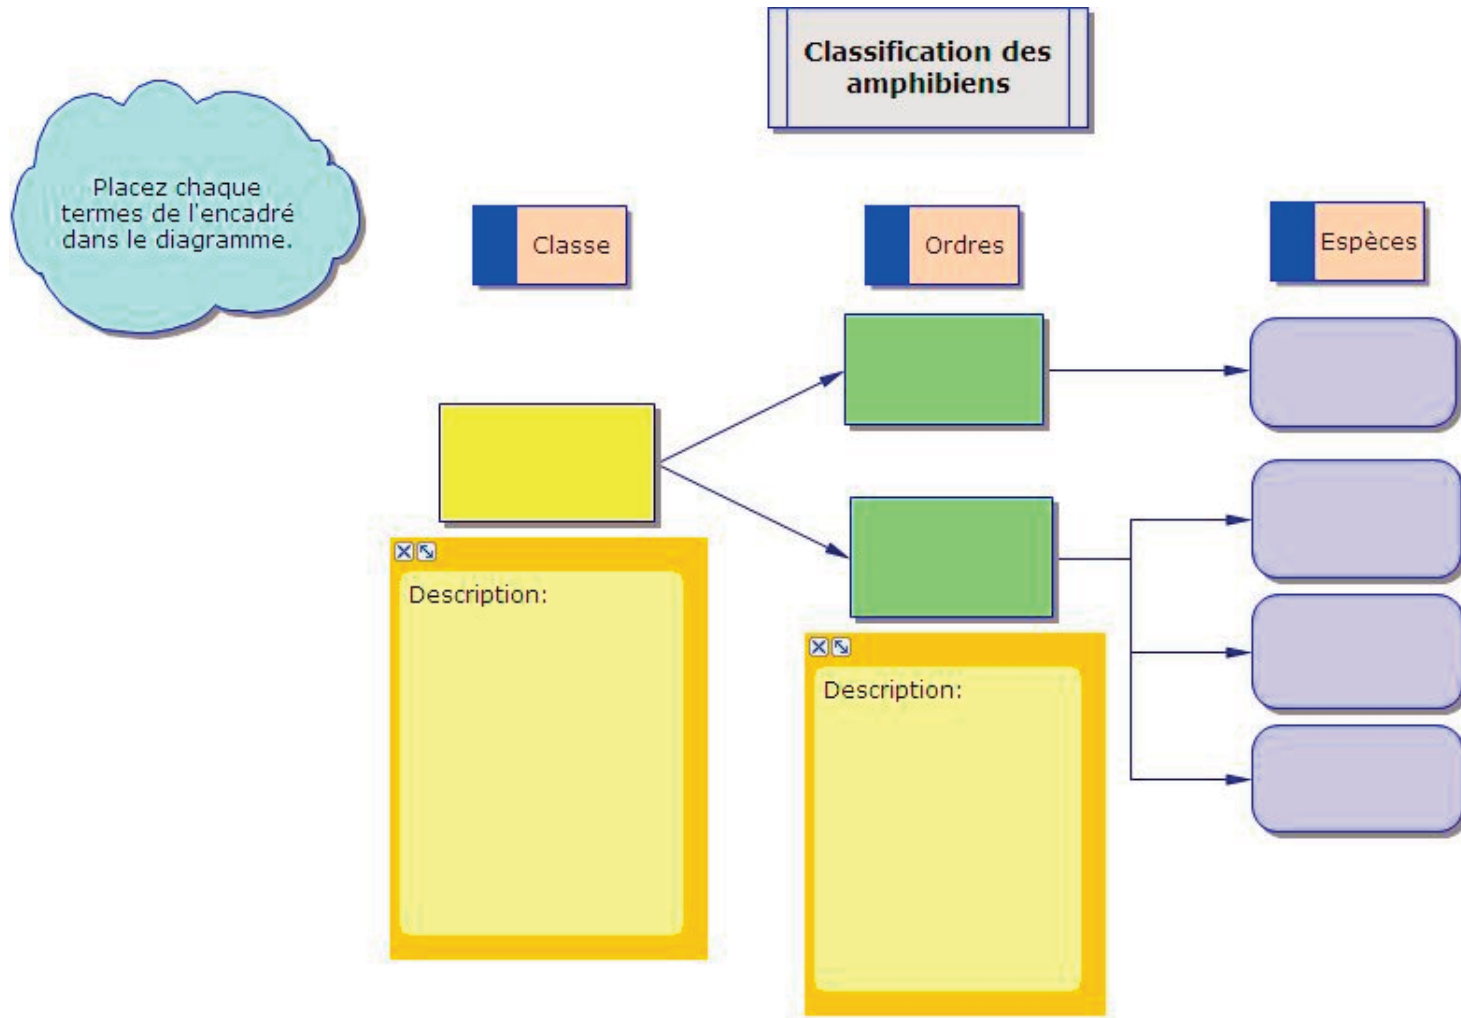 Classification des
amphibiens
Placez chaque
termes de l'encadré
dans le diagramme.
Classe
Ordres
Espèces
Description:
Description: